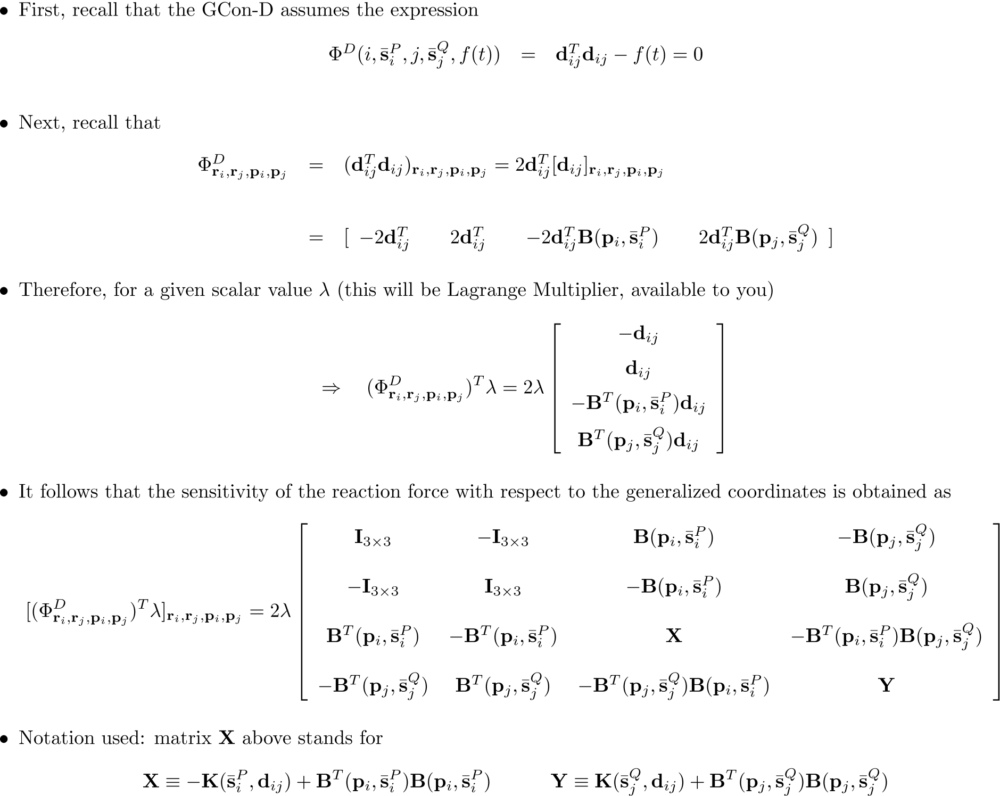 • First, recall that the GCon-D assumes the expression
$\Phi^D(i, \bar{\mathbf{s}}_i^P, j, \bar{\mathbf{s}}_j^Q, f(t)) \quad = \quad \mathbf{d}_{ij}^T \mathbf{d}_{ij} - f(t) = 0$
• Next, recall that
$\Phi^D_{\mathbf{r}_i,\mathbf{r}_j,\mathbf{p}_i,\mathbf{p}_j} \quad = \quad (\mathbf{d}_{ij}^T \mathbf{d}_{ij})_{\mathbf{r}_i,\mathbf{r}_j,\mathbf{p}_i,\mathbf{p}_j} = 2\mathbf{d}_{ij}^T [\mathbf{d}_{ij}]_{\mathbf{r}_i,\mathbf{r}_j,\mathbf{p}_i,\mathbf{p}_j}$
$= \quad [\ -2\mathbf{d}_{ij}^T \quad 2\mathbf{d}_{ij}^T \quad -2\mathbf{d}_{ij}^T \mathbf{B}(\mathbf{p}_i, \bar{\mathbf{s}}_i^P) \quad 2\mathbf{d}_{ij}^T \mathbf{B}(\mathbf{p}_j, \bar{\mathbf{s}}_j^Q)\ ]$
• Therefore, for a given scalar value $\lambda$ (this will be Lagrange Multiplier, available to you)
$\Rightarrow \quad (\Phi^D_{\mathbf{r}_i,\mathbf{r}_j,\mathbf{p}_i,\mathbf{p}_j})^T \lambda = 2\lambda \begin{bmatrix} -\mathbf{d}_{ij} \\ \mathbf{d}_{ij} \\ -\mathbf{B}^T(\mathbf{p}_i, \bar{\mathbf{s}}_i^P)\mathbf{d}_{ij} \\ \mathbf{B}^T(\mathbf{p}_j, \bar{\mathbf{s}}_j^Q)\mathbf{d}_{ij} \end{bmatrix}$
• It follows that the sensitivity of the reaction force with respect to the generalized coordinates is obtained as
$[(\Phi^D_{\mathbf{r}_i,\mathbf{r}_j,\mathbf{p}_i,\mathbf{p}_j})^T \lambda]_{\mathbf{r}_i,\mathbf{r}_j,\mathbf{p}_i,\mathbf{p}_j} = 2\lambda \begin{bmatrix} \mathbf{I}_{3\times3} & -\mathbf{I}_{3\times3} & \mathbf{B}(\mathbf{p}_i, \bar{\mathbf{s}}_i^P) & -\mathbf{B}(\mathbf{p}_j, \bar{\mathbf{s}}_j^Q) \\ -\mathbf{I}_{3\times3} & \mathbf{I}_{3\times3} & -\mathbf{B}(\mathbf{p}_i, \bar{\mathbf{s}}_i^P) & \mathbf{B}(\mathbf{p}_j, \bar{\mathbf{s}}_j^Q) \\ \mathbf{B}^T(\mathbf{p}_i, \bar{\mathbf{s}}_i^P) & -\mathbf{B}^T(\mathbf{p}_i, \bar{\mathbf{s}}_i^P) & \mathbf{X} & -\mathbf{B}^T(\mathbf{p}_i, \bar{\mathbf{s}}_i^P)\mathbf{B}(\mathbf{p}_j, \bar{\mathbf{s}}_j^Q) \\ -\mathbf{B}^T(\mathbf{p}_j, \bar{\mathbf{s}}_j^Q) & \mathbf{B}^T(\mathbf{p}_j, \bar{\mathbf{s}}_j^Q) & -\mathbf{B}^T(\mathbf{p}_j, \bar{\mathbf{s}}_j^Q)\mathbf{B}(\mathbf{p}_i, \bar{\mathbf{s}}_i^P) & \mathbf{Y} \end{bmatrix}$
• Notation used: matrix $\mathbf{X}$ above stands for
$\mathbf{X} \equiv -\mathbf{K}(\bar{\mathbf{s}}_i^P, \mathbf{d}_{ij}) + \mathbf{B}^T(\mathbf{p}_i, \bar{\mathbf{s}}_i^P)\mathbf{B}(\mathbf{p}_i, \bar{\mathbf{s}}_i^P) \qquad \mathbf{Y} \equiv \mathbf{K}(\bar{\mathbf{s}}_j^Q, \mathbf{d}_{ij}) + \mathbf{B}^T(\mathbf{p}_j, \bar{\mathbf{s}}_j^Q)\mathbf{B}(\mathbf{p}_j, \bar{\mathbf{s}}_j^Q)$